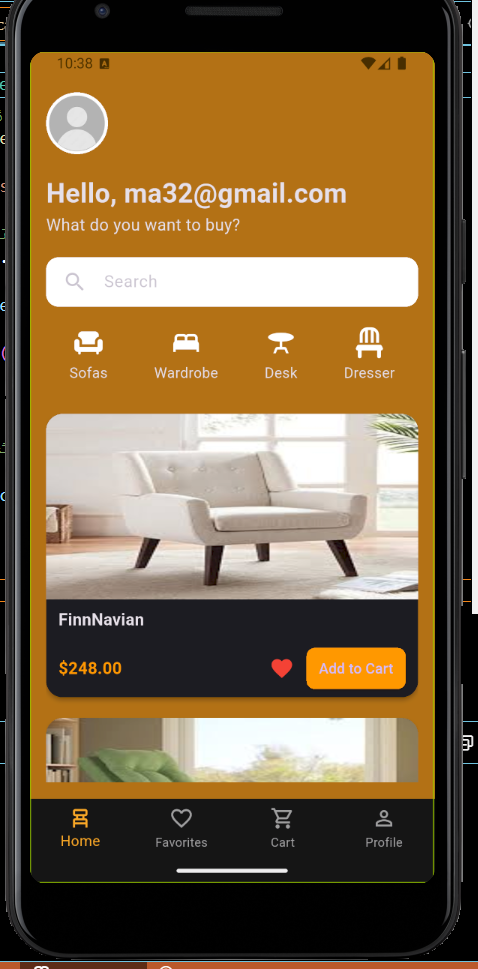 10:38
Hello, ma32@gmail.com
What do you want to buy?
Search
Sofas Wardrobe Desk Dresser
FinnNavian
$248.00 Add to Cart
Home Favorites Cart Profile